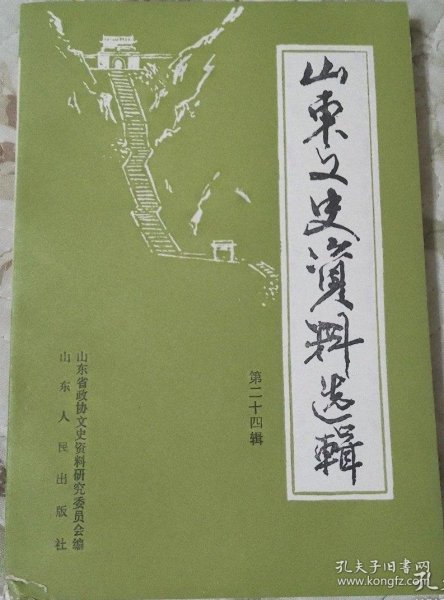 山東文史資料选輯
第二十四辑
山东省政协文史资料研究委员会编
山东人民出版社
孔夫子旧书网
www.kongfz.com
孔